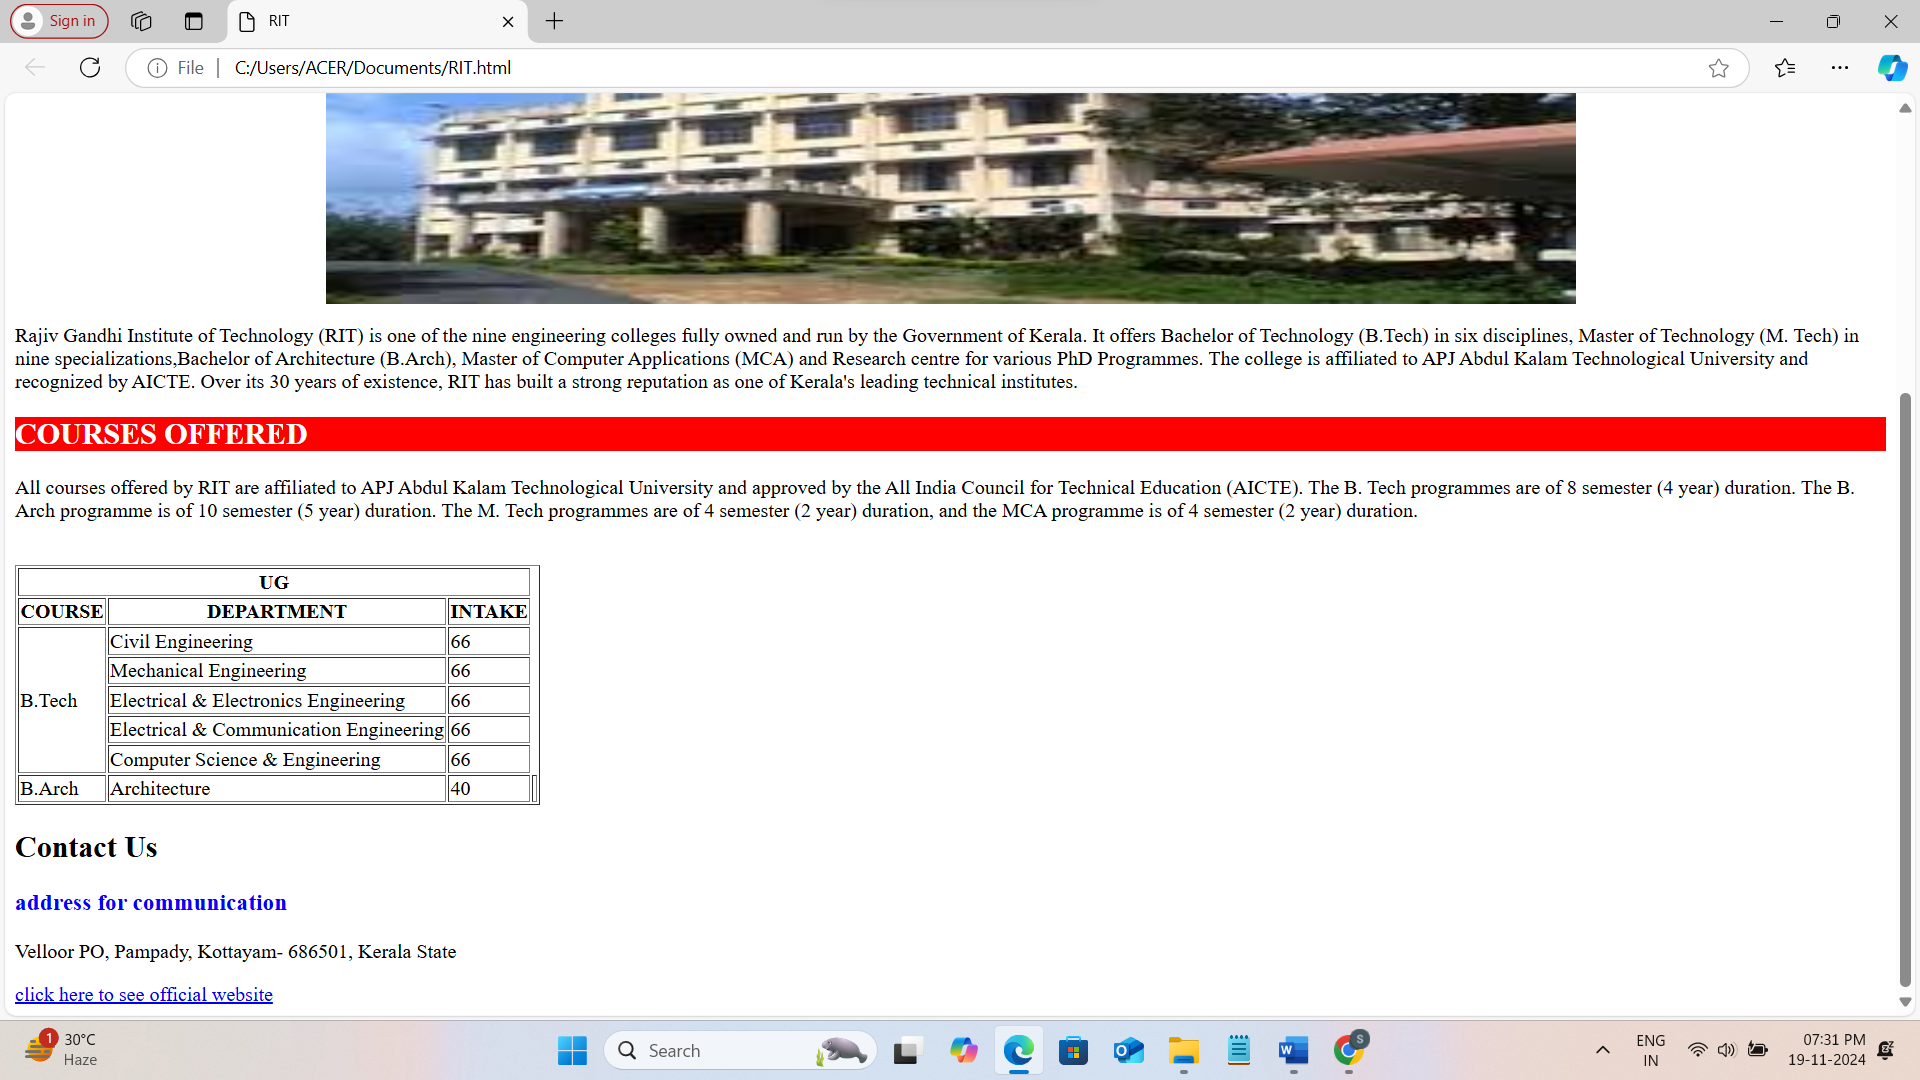 Sign in
RIT
File
C:/Users/ACER/Documents/RIT.html
Rajiv Gandhi Institute of Technology (RIT) is one of the nine engineering colleges fully owned and run by the Government of Kerala. It offers Bachelor of Technology (B.Tech) in six disciplines, Master of Technology (M. Tech) in
nine specializations,Bachelor of Architecture (B.Arch), Master of Computer Applications (MCA) and Research centre for various PhD Programmes. The college is affiliated to APJ Abdul Kalam Technological University and
recognized by AICTE. Over its 30 years of existence, RIT has built a strong reputation as one of Kerala's leading technical institutes.
COURSES OFFERED
All courses offered by RIT are affiliated to APJ Abdul Kalam Technological University and approved by the All India Council for Technical Education (AICTE). The B. Tech programmes are of 8 semester (4 year) duration. The B.
Arch programme is of 10 semester (5 year) duration. The M. Tech programmes are of 4 semester (2 year) duration, and the MCA programme is of 4 semester (2 year) duration.
UG
COURSE DEPARTMENT INTAKE
Civil Engineering 66
Mechanical Engineering 66
B.Tech Electrical & Electronics Engineering 66
Electrical & Communication Engineering 66
Computer Science & Engineering 66
B.Arch Architecture 40
Contact Us
address for communication
Velloor PO, Pampady, Kottayam- 686501, Kerala State
click here to see official website
1
30°C
Haze
Search
S
ENG
IN
07:31 PM
19-11-2024